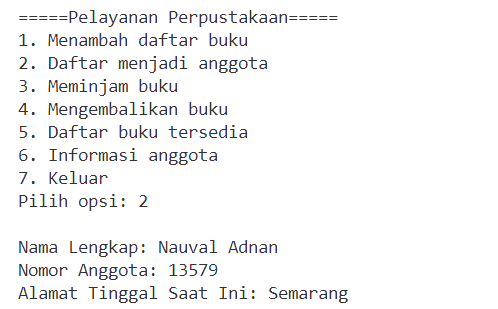 =====Pelayanan Perpustakaan=====
1. Menambah daftar buku
2. Daftar menjadi anggota
3. Meminjam buku
4. Mengembalikan buku
5. Daftar buku tersedia
6. Informasi anggota
7. Keluar
Pilih opsi: 2
Nama Lengkap: Nauval Adnan
Nomor Anggota: 13579
Alamat Tinggal Saat Ini: Semarang